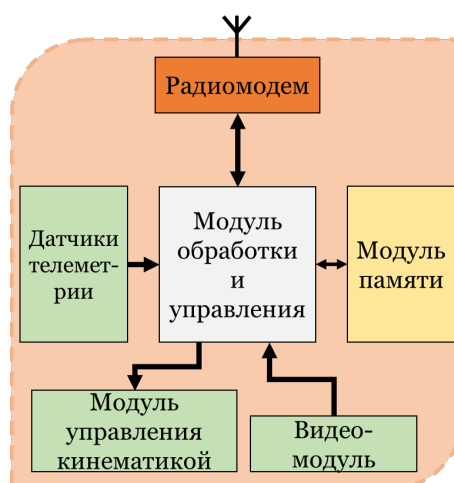 Радиомодем
Датчики
телемет-
рии
Модуль
обработки
и
управления
Модуль
памяти
Модуль
управления
кинематикой
Видео-
модуль